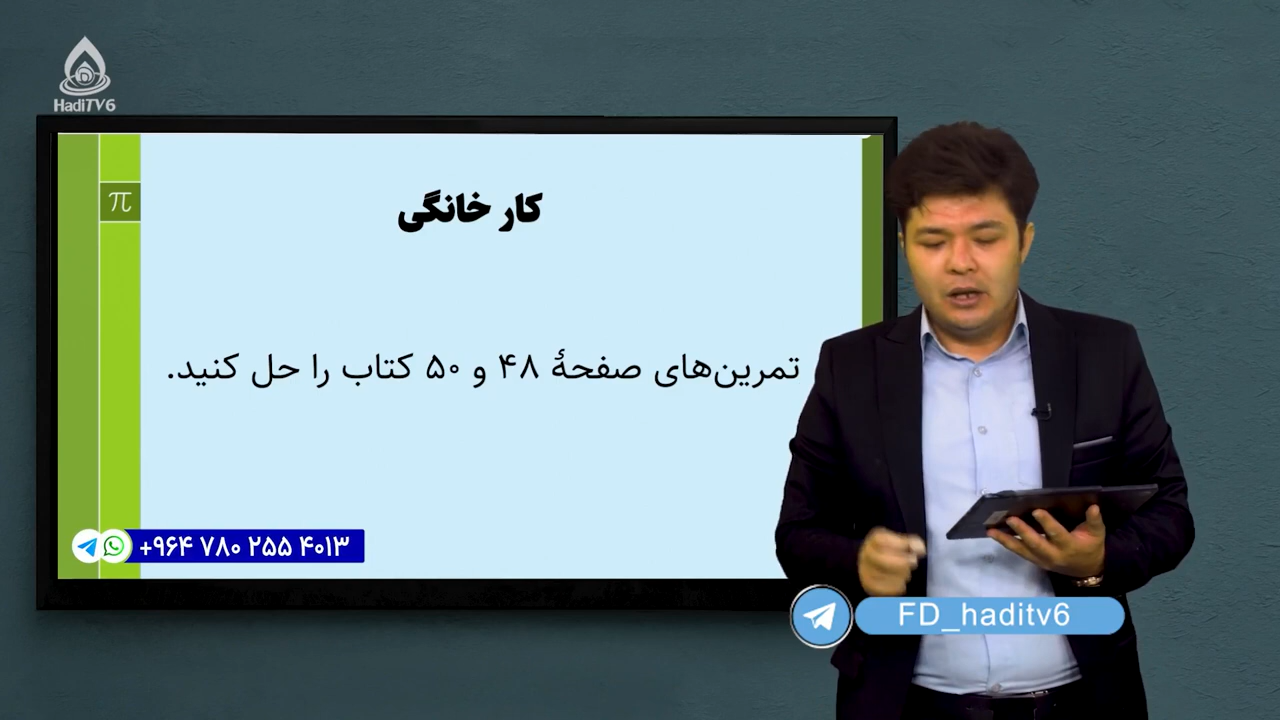 HadiTV6
π
کار خانگی
تمرین‌های صفحهٔ ۴۸ و ۵۰ کتاب را حل کنید.
+۹۶۴ ۷۸۰ ۲۵۵ ۴۰۱۳
FD_haditv6